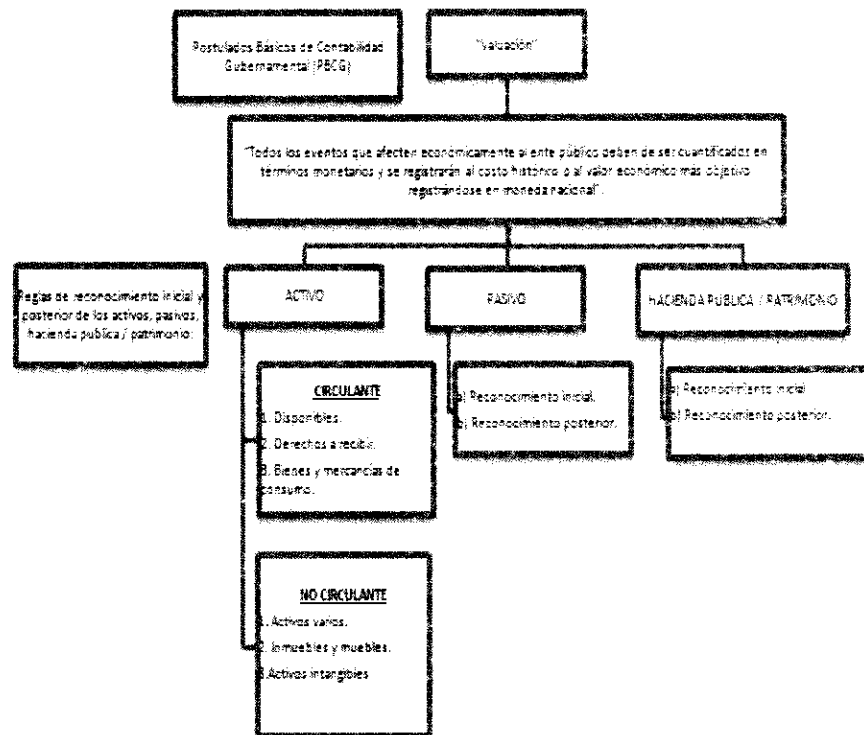 Postulados Básicos de Contabilidad
Gubernamental (PBCG)
"Valuación"
"Todos los eventos que afecten económicamente al ente público deben de ser cuantificados en
términos monetarios y se registrarán al costo histórico o al valor económico más objetivo
registrándose en moneda nacional".
Reglas de reconocimiento inicial y
posterior de los activos, pasivos,
hacienda publica / patrimonio:
ACTIVO
PASIVO
HACIENDA PUBLICA / PATRIMONIO
CIRCULANTE
1. Disponibles.
2. Derechos a recibir.
3. Bienes y mercancías de
consumo.
a) Reconocimiento inicial.
b) Reconocimiento posterior.
a) Reconocimiento inicial
b) Reconocimiento posterior.
NO CIRCULANTE
1. Activos varios.
2. Inmuebles y muebles.
3.Activos intangibles